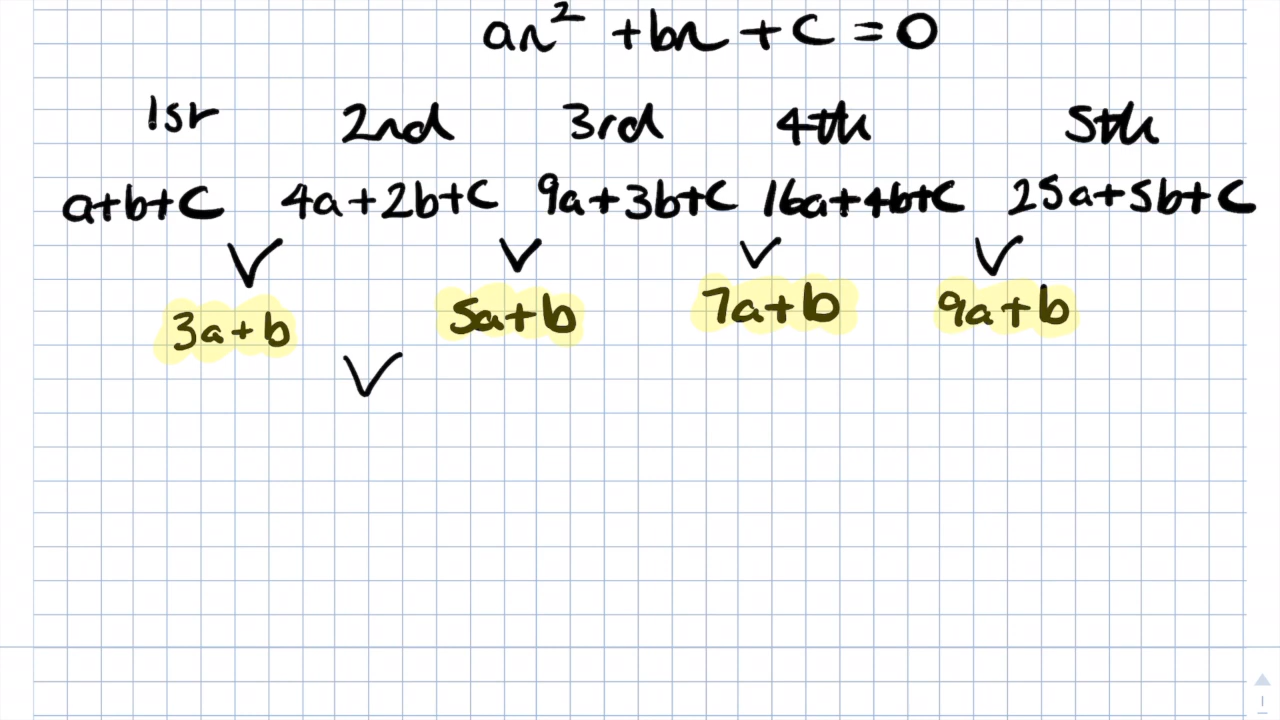 an² + bn + c = 0
1st 2nd 3rd 4th 5th
a+b+c 4a+2b+c 9a+3b+c 16a+4b+c 25a+5b+c
3a+b 5a+b 7a+b 9a+b
1